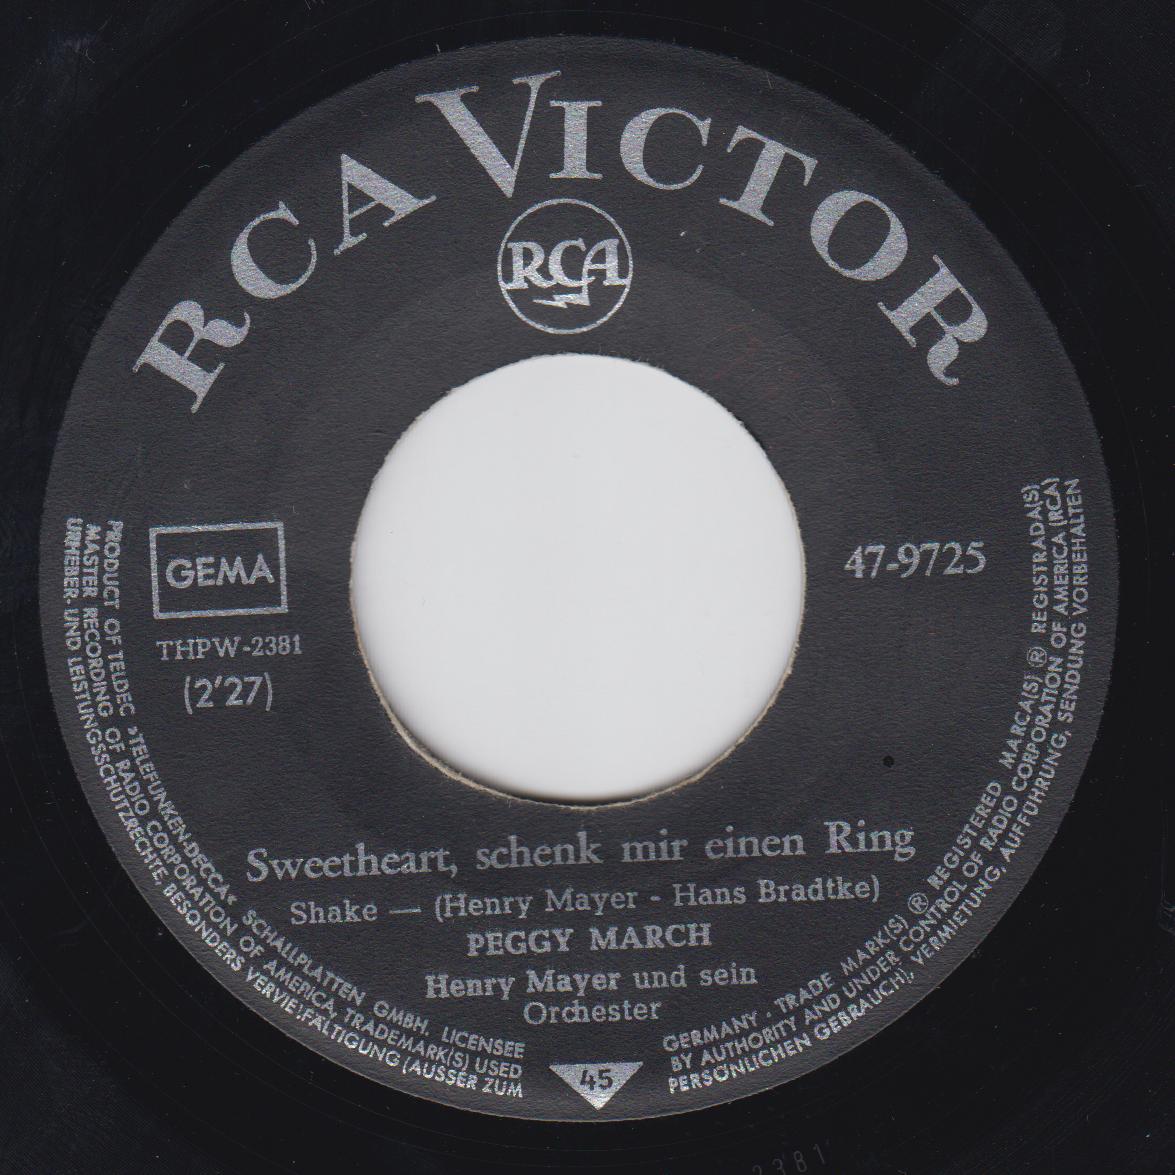 RCA VICTOR
RCA
GEMA
THPW-2381
(2'27)
47-9725
Sweetheart, schenk mir einen Ring
Shake — (Henry Mayer - Hans Bradtke)
PEGGY MARCH
Henry Mayer und sein
Orchester
45
PRODUCT OF TELDEC »TELEFUNKEN-DECCA« SCHALLPLATTEN GMBH. LICENSEE
MASTER RECORDING OF RADIO CORPORATION OF AMERICA, TRADEMARK(S) USED
URHEBER- UND LEISTUNGSSCHUTZRECHTE, BESONDERS VERVIELFÄLTIGUNG (AUSSER ZUM
GERMANY · TRADE MARK(S) ® REGISTERED MARCA(S) ® REGISTRADA(S)
BY AUTHORITY AND UNDER CONTROL OF RADIO CORPORATION OF AMERICA (RCA)
PERSÖNLICHEN GEBRAUCH), VERMIETUNG, AUFFÜHRUNG, SENDUNG VORBEHALTEN
2381